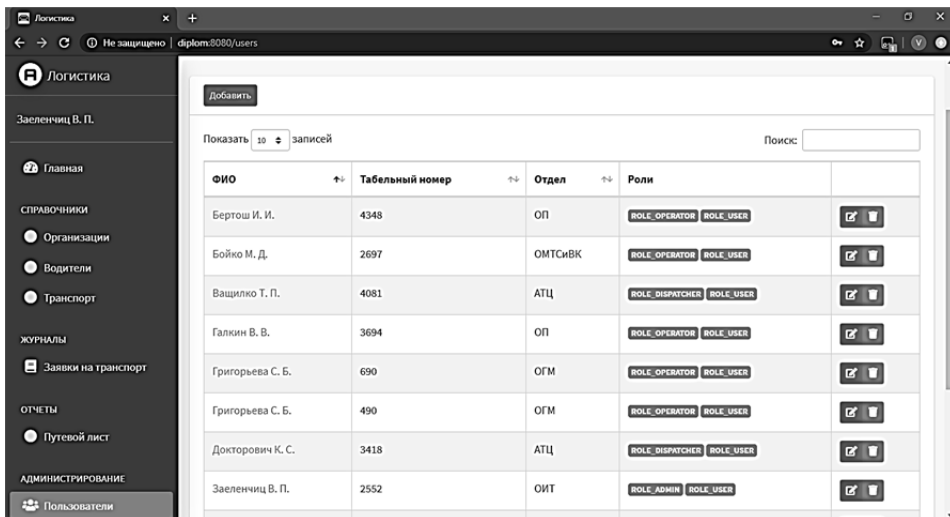 Логистика
Не защищено | diplom:8080/users
Логистика
Заеленчиц В. П.
Главная
СПРАВОЧНИКИ
Организации
Водители
Транспорт
ЖУРНАЛЫ
Заявки на транспорт
ОТЧЕТЫ
Путевой лист
АДМИНИСТРИРОВАНИЕ
Пользователи
Добавить
Показать 10 записей
Поиск:
ФИО Табельный номер Отдел Роли
Бертош И. И. 4348 ОП ROLE_OPERATOR ROLE_USER
Бойко М. Д. 2697 ОМТСиВК ROLE_OPERATOR ROLE_USER
Ващилко Т. П. 4081 АТЦ ROLE_DISPATCHER ROLE_USER
Галкин В. В. 3694 ОП ROLE_OPERATOR ROLE_USER
Григорьева С. Б. 690 ОГМ ROLE_OPERATOR ROLE_USER
Григорьева С. Б. 490 ОГМ ROLE_OPERATOR ROLE_USER
Докторович К. С. 3418 АТЦ ROLE_DISPATCHER ROLE_USER
Заеленчиц В. П. 2552 ОИТ ROLE_ADMIN ROLE_USER